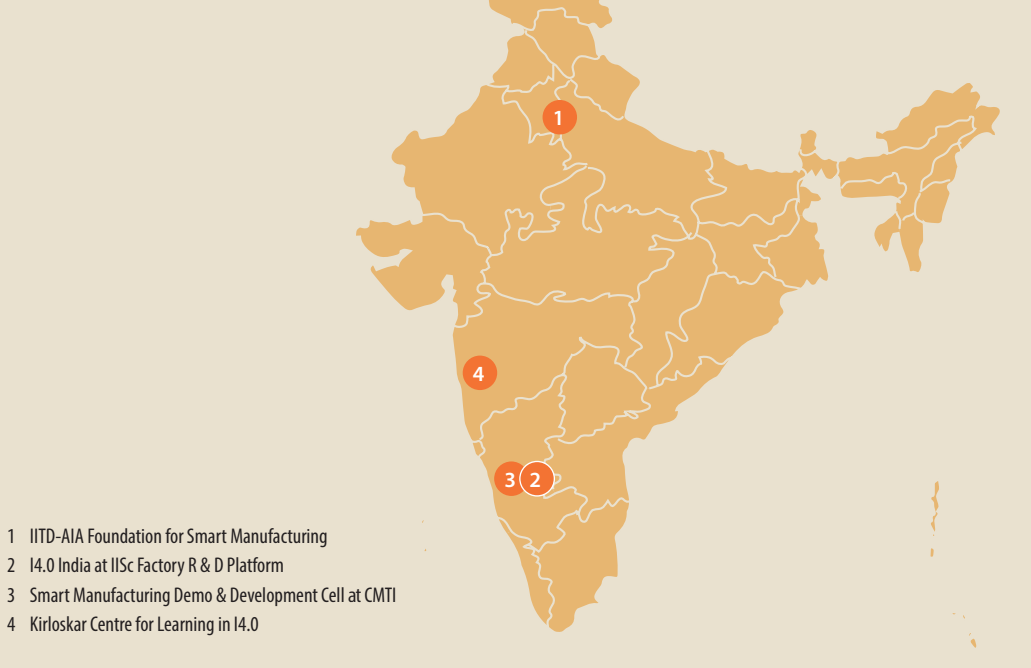 1
4
3 2
1 IITD-AIA Foundation for Smart Manufacturing
2 I4.0 India at IISc Factory R & D Platform
3 Smart Manufacturing Demo & Development Cell at CMTI
4 Kirloskar Centre for Learning in I4.0